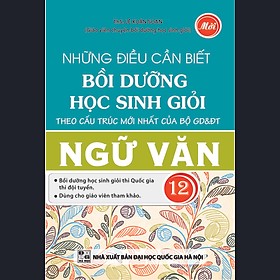 Mới
NHỮNG ĐIỀU CẦN BIẾT
BỒI DƯỠNG
HỌC SINH GIỎI
THEO CẤU TRÚC MỚI NHẤT CỦA BỘ GD&ĐT
NGỮ VĂN
12
• Bồi dưỡng học sinh giỏi thi Quốc gia
thi đội tuyển.
• Dùng cho giáo viên tham khảo.
NHÀ XUẤT BẢN ĐẠI HỌC QUỐC GIA HÀ NỘI